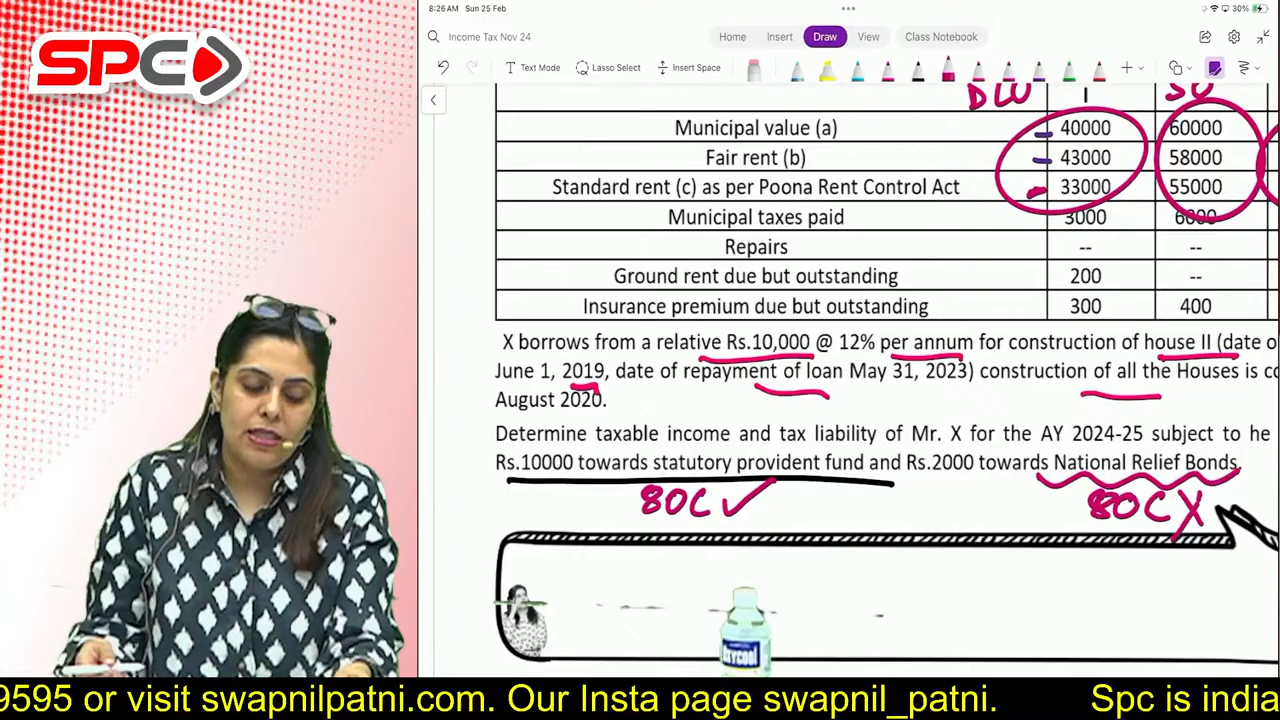 8:26 AM Sun 25 Feb
30%
SPC
Income Tax Nov 24
Home Insert Draw View Class Notebook
Text Mode Lasso Select Insert Space
DLO 1 SO
Municipal value (a) 40000 60000
Fair rent (b) 43000 58000
Standard rent (c) as per Poona Rent Control Act 33000 55000
Municipal taxes paid 3000 6000
Repairs -- --
Ground rent due but outstanding 200 --
Insurance premium due but outstanding 300 400
X borrows from a relative Rs.10,000 @ 12% per annum for construction of house II (date o
June 1, 2019, date of repayment of loan May 31, 2023) construction of all the Houses is co
August 2020.
Determine taxable income and tax liability of Mr. X for the AY 2024-25 subject to he
Rs.10000 towards statutory provident fund and Rs.2000 towards National Relief Bonds.
80C ✓ 80C X
OXYCOOL
9595 or visit swapnilpatni.com. Our Insta page swapnil_patni. Spc is india